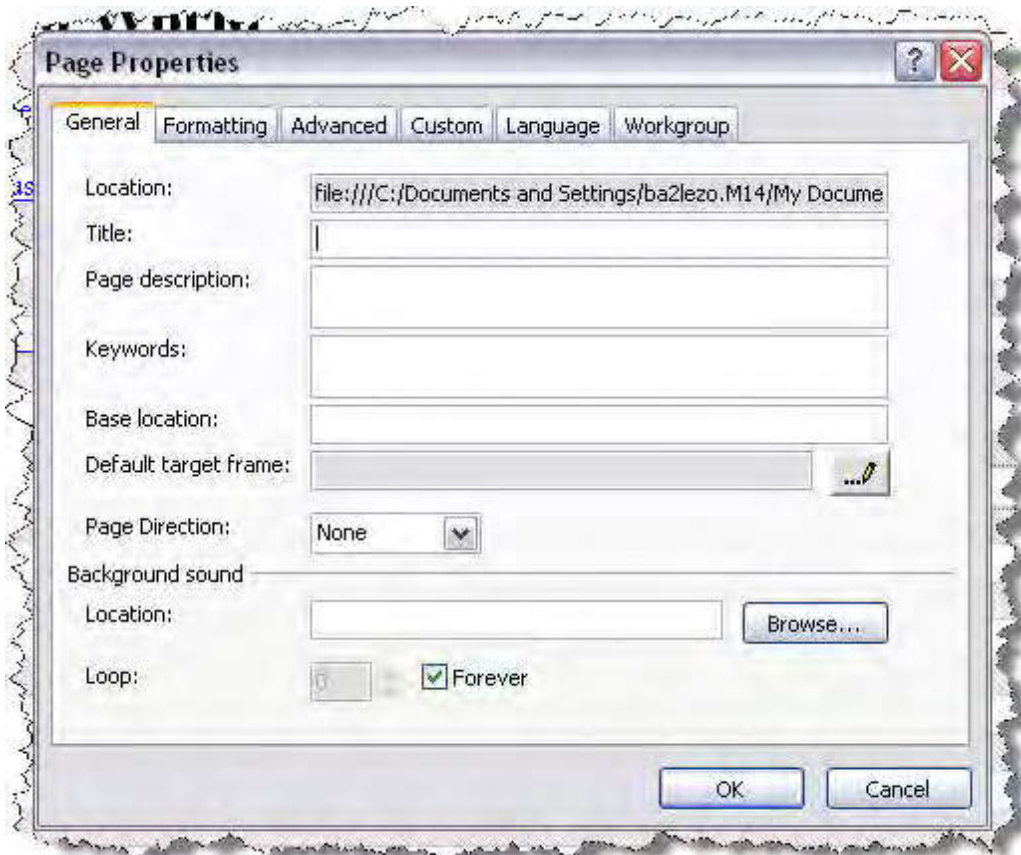 Page Properties
General Formatting Advanced Custom Language Workgroup
Location: file:///C:/Documents and Settings/ba2lezo.M14/My Docume
Title:
Page description:
Keywords:
Base location:
Default target frame: ...
Page Direction: None
Background sound
Location: Browse...
Loop: Forever
OK Cancel